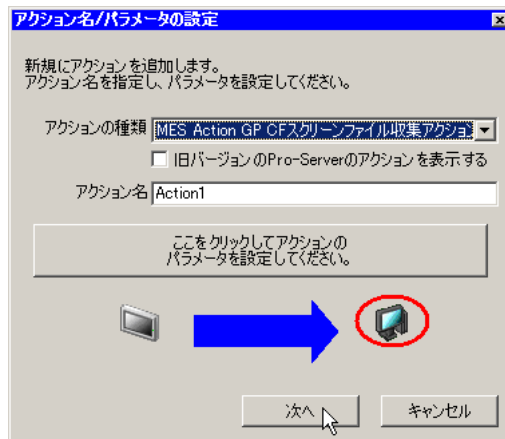 アクション名/パラメータの設定
新規にアクションを追加します。
アクション名を指定し、パラメータを設定してください。
アクションの種類 MES Action GP CFスクリーンファイル収集アクション
旧バージョンのPro-Serverのアクションを表示する
アクション名 Action1
ここをクリックしてアクションの
パラメータを設定してください。
次へ キャンセル